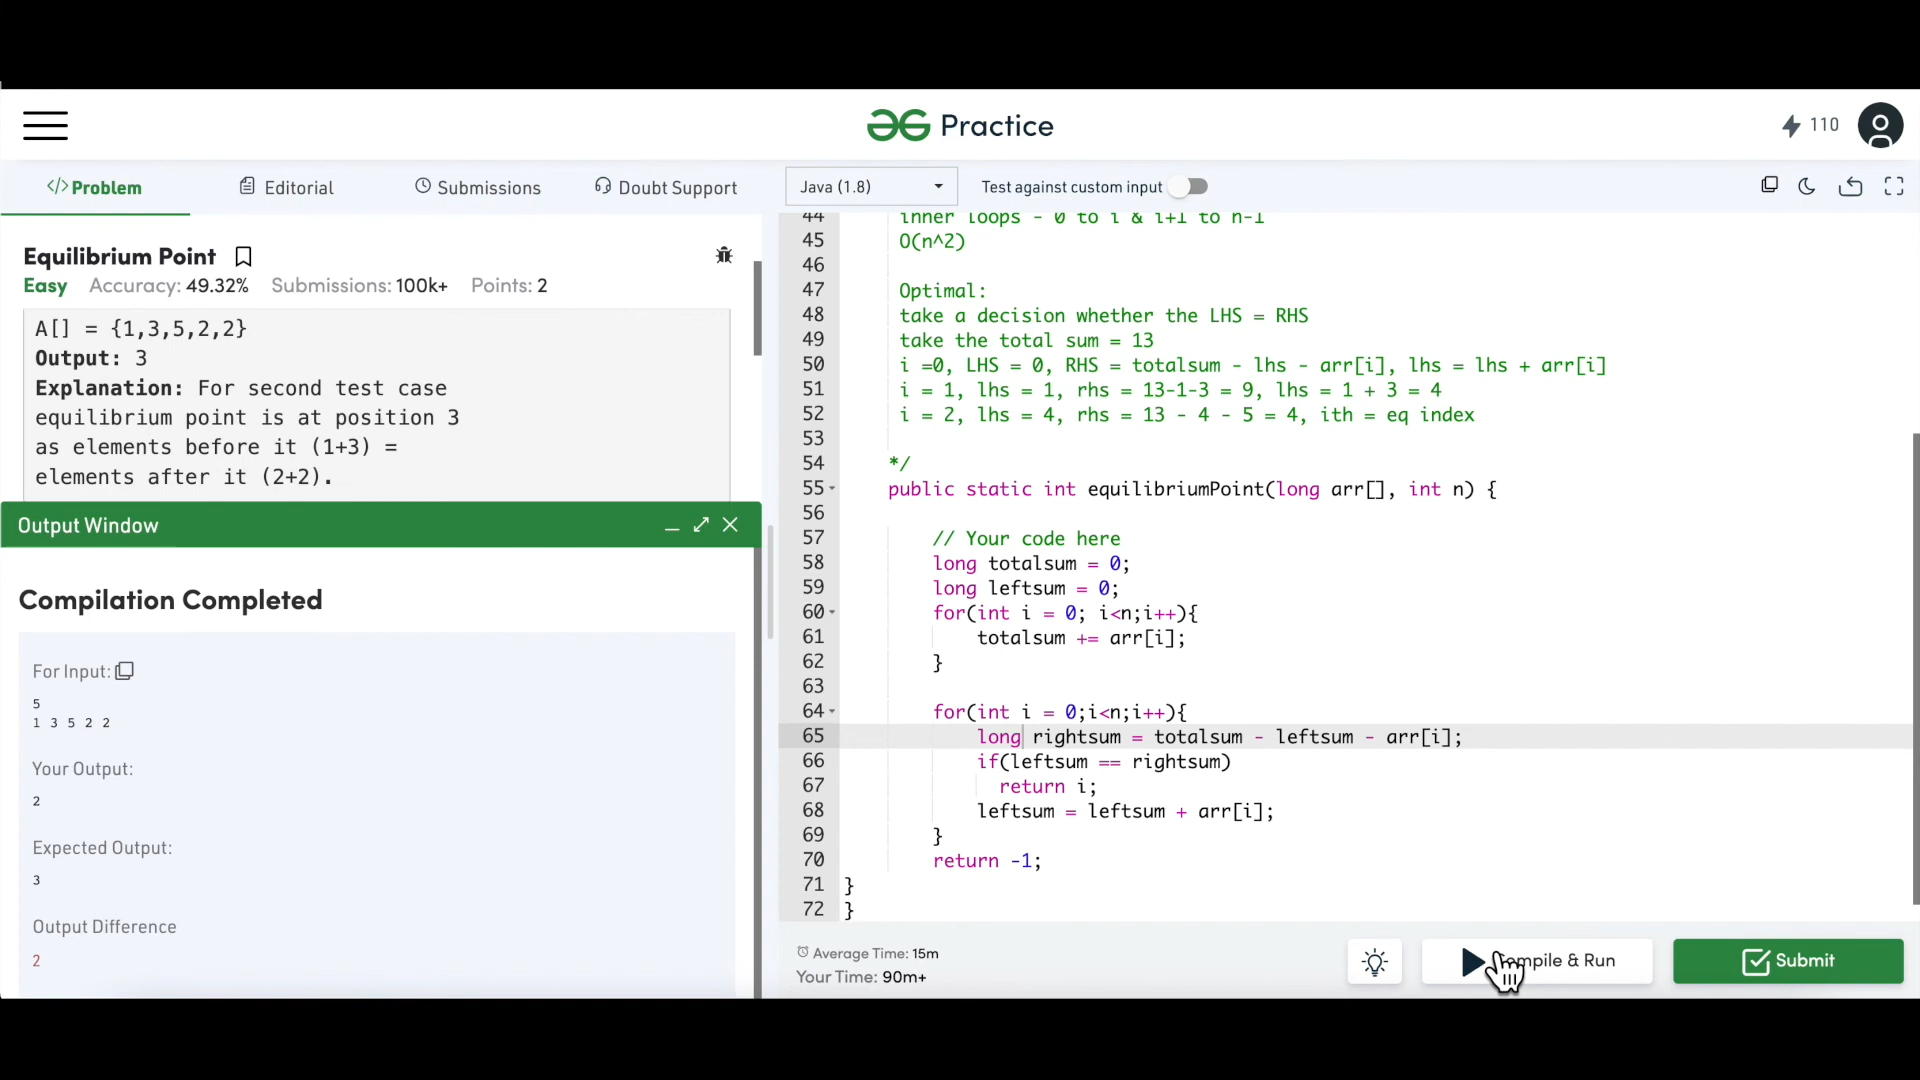 Practice
110
</>Problem
Editorial
Submissions
Doubt Support
Java (1.8)
Test against custom input
Equilibrium Point
Easy Accuracy: 49.32% Submissions: 100k+ Points: 2
A[] = {1,3,5,2,2}
Output: 3
Explanation: For second test case
equilibrium point is at position 3
as elements before it (1+3) =
elements after it (2+2).
Output Window
Compilation Completed
For Input:
5
1 3 5 2 2
Your Output:
2
Expected Output:
3
Output Difference
2
44 inner loops - 0 to i & i+1 to n-1
45 O(n^2)
46
47 Optimal:
48 take a decision whether the LHS = RHS
49 take the total sum = 13
50 i =0, LHS = 0, RHS = totalsum - lhs - arr[i], lhs = lhs + arr[i]
51 i = 1, lhs = 1, rhs = 13-1-3 = 9, lhs = 1 + 3 = 4
52 i = 2, lhs = 4, rhs = 13 - 4 - 5 = 4, ith = eq index
53
54 */
55 public static int equilibriumPoint(long arr[], int n) {
56
57 // Your code here
58 long totalsum = 0;
59 long leftsum = 0;
60 for(int i = 0; i<n;i++){
61 totalsum += arr[i];
62 }
63
64 for(int i = 0;i<n;i++){
65 long rightsum = totalsum - leftsum - arr[i];
66 if(leftsum == rightsum)
67 return i;
68 leftsum = leftsum + arr[i];
69 }
70 return -1;
71 }
72 }
Average Time: 15m
Your Time: 90m+
& Run
Submit